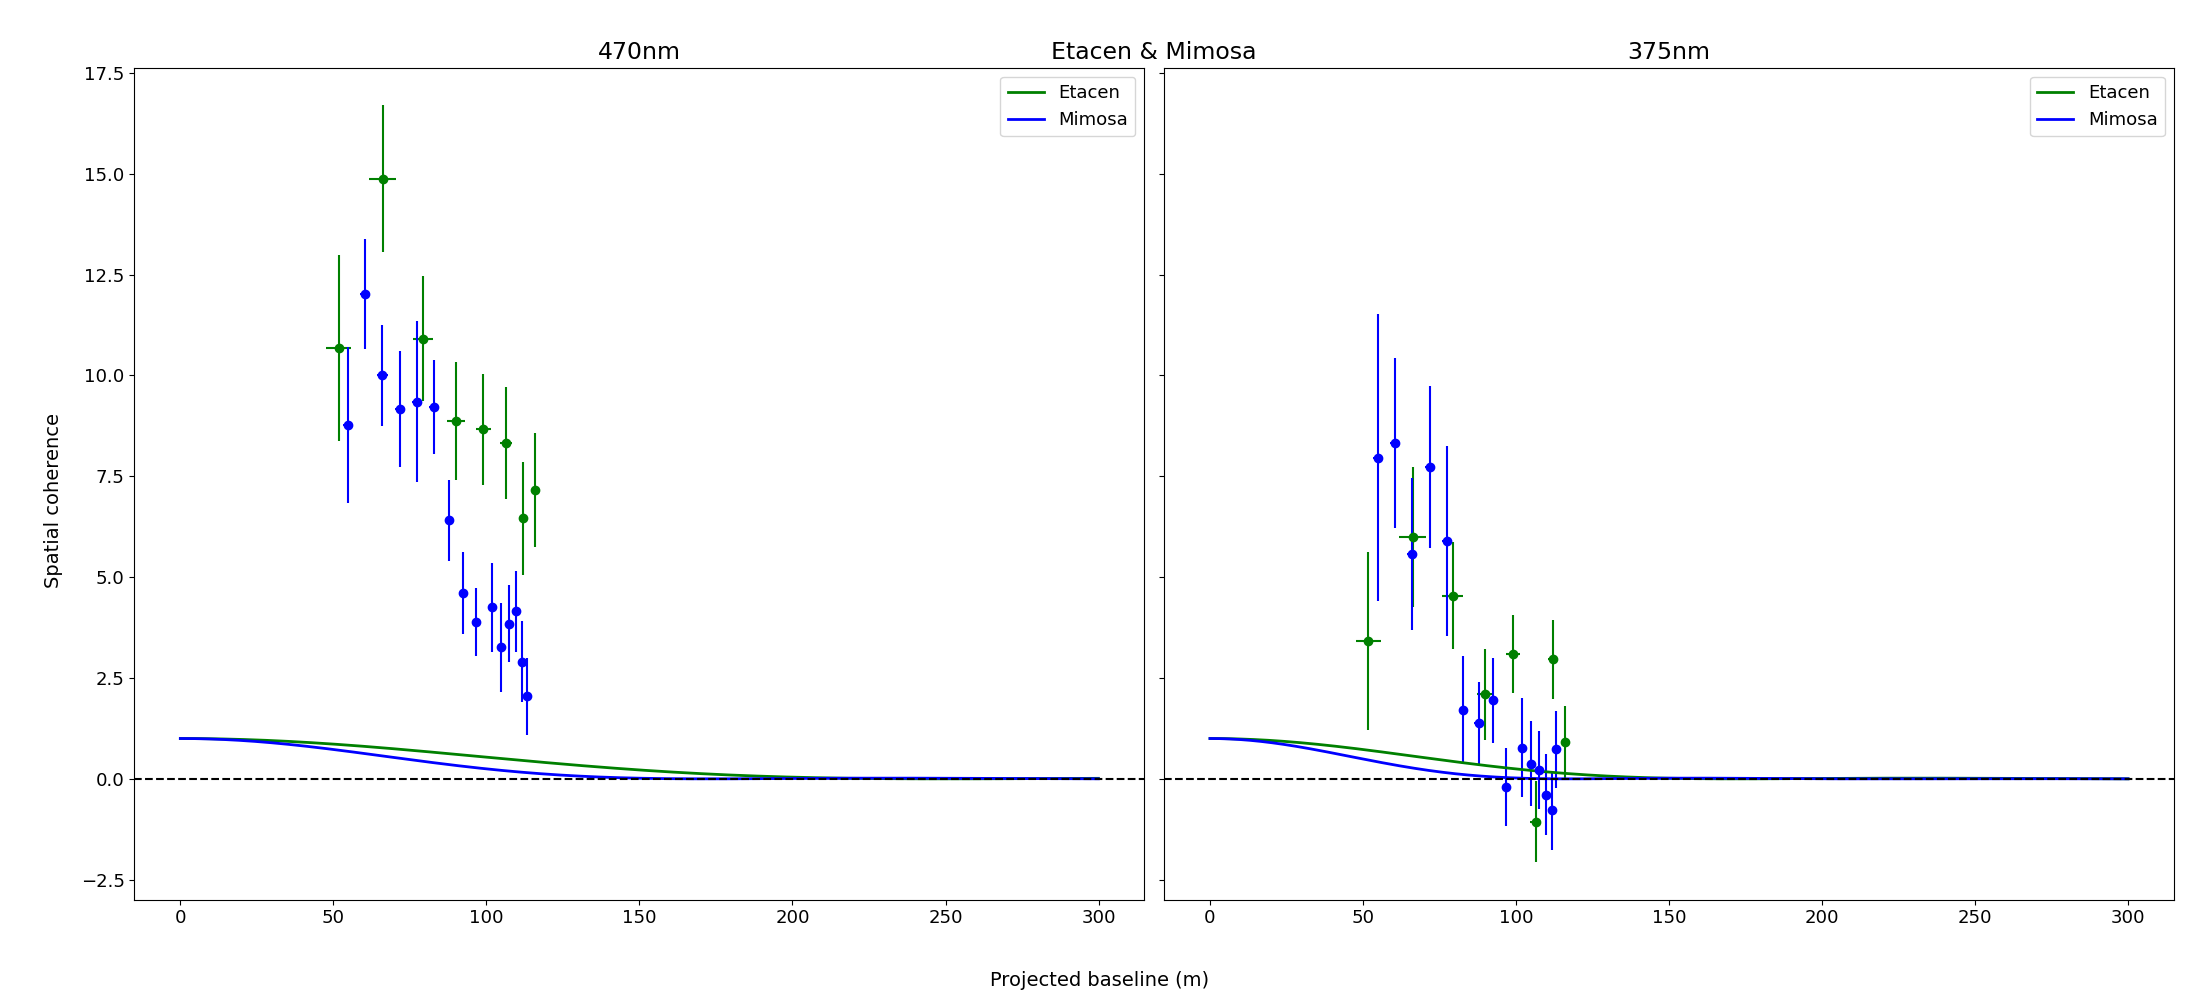 Etacen & Mimosa
470nm
375nm
Etacen
Mimosa
Etacen
Mimosa
17.5
15.0
12.5
10.0
7.5
5.0
2.5
0.0
−2.5
Spatial coherence
0 50 100 150 200 250 300
0 50 100 150 200 250 300
Projected baseline (m)